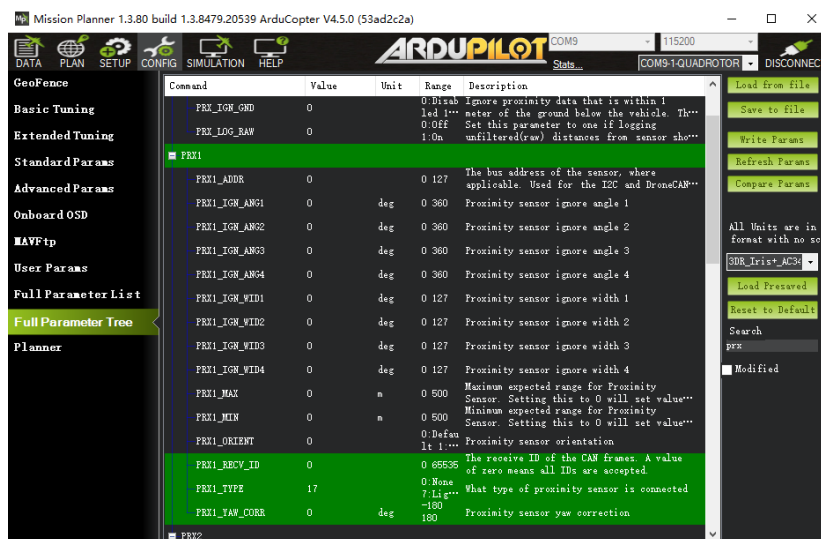 Mission Planner 1.3.80 build 1.3.8479.20539 ArduCopter V4.5.0 (53ad2c2a)
DATA PLAN SETUP CONFIG SIMULATION HELP ARDUPILOT COM9 115200
Stats... COM9-1-QUADROTOR DISCONNEC
GeoFence
Basic Tuning
Extended Tuning
Standard Params
Advanced Params
Onboard OSD
MAVFtp
User Params
Full Parameter List
Full Parameter Tree
Planner
Command Value Unit Range Description
PRX_IGN_GND 0 0:Disab led 1… Ignore proximity data that is within 1
meter of the ground below the vehicle. Th…
PRX_LOG_RAW 0 0:Off 1:On Set this parameter to one if logging
unfiltered(raw) distances from sensor sho…
PRX1
PRX1_ADDR 0 0 127 The bus address of the sensor, where
applicable. Used for the I2C and DroneCAN…
PRX1_IGN_ANG1 0 deg 0 360 Proximity sensor ignore angle 1
PRX1_IGN_ANG2 0 deg 0 360 Proximity sensor ignore angle 2
PRX1_IGN_ANG3 0 deg 0 360 Proximity sensor ignore angle 3
PRX1_IGN_ANG4 0 deg 0 360 Proximity sensor ignore angle 4
PRX1_IGN_WID1 0 deg 0 127 Proximity sensor ignore width 1
PRX1_IGN_WID2 0 deg 0 127 Proximity sensor ignore width 2
PRX1_IGN_WID3 0 deg 0 127 Proximity sensor ignore width 3
PRX1_IGN_WID4 0 deg 0 127 Proximity sensor ignore width 4
PRX1_MAX 0 m 0 500 Maximum expected range for Proximity
Sensor. Setting this to 0 will set value…
PRX1_MIN 0 m 0 500 Minimum expected range for Proximity
Sensor. Setting this to 0 will set value…
PRX1_ORIENT 0 0:Defau lt 1:… Proximity sensor orientation
PRX1_RECV_ID 0 0 65535 The receive ID of the CAN frames. A value
of zero means all IDs are accepted.
PRX1_TYPE 17 0:None 7:Lig… What type of proximity sensor is connected
PRX1_YAW_CORR 0 deg -180 180 Proximity sensor yaw correction
PRX2
Load from file
Save to file
Write Params
Refresh Params
Compare Params
All Units are in
format with no sc
3DR_Iris+_AC34
Load Presaved
Reset to Default
Search
prx
Modified